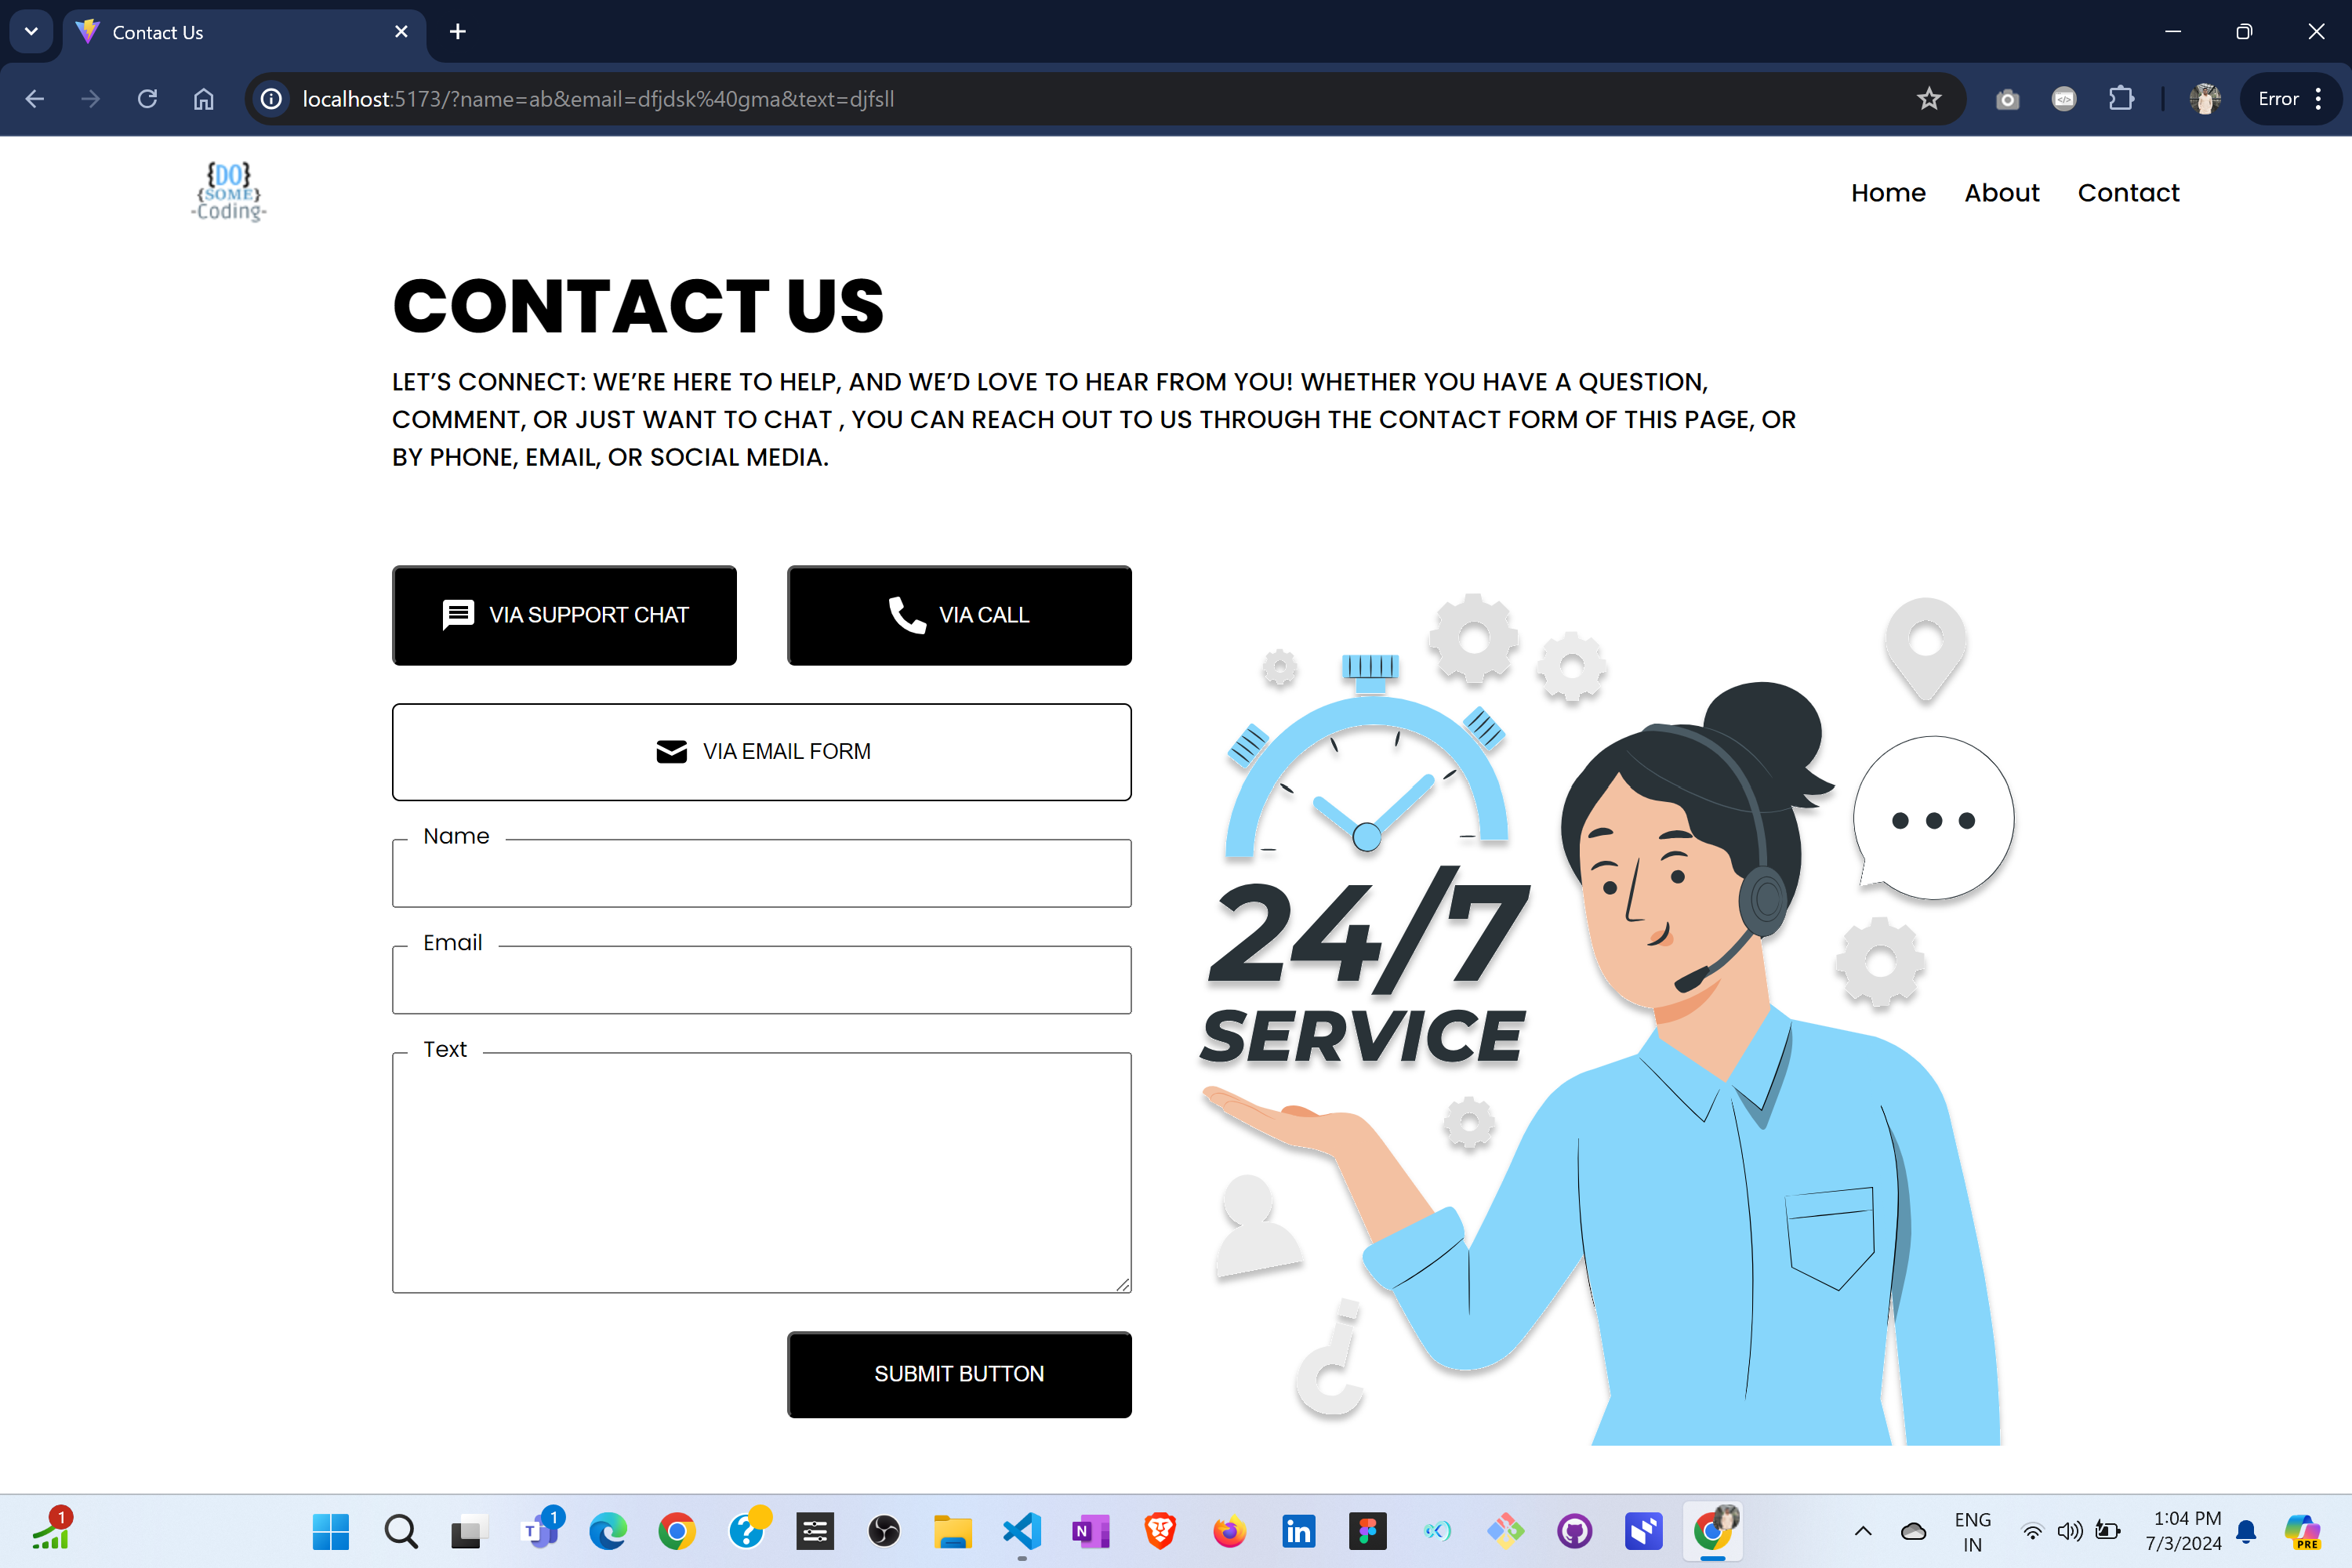 Contact Us
localhost:5173/?name=ab&email=dfjdsk%40gma&text=djfsll
Error
{DO}
{SOME}
-Coding-
Home About Contact
CONTACT US
LET’S CONNECT: WE’RE HERE TO HELP, AND WE’D LOVE TO HEAR FROM YOU! WHETHER YOU HAVE A QUESTION,
COMMENT, OR JUST WANT TO CHAT , YOU CAN REACH OUT TO US THROUGH THE CONTACT FORM OF THIS PAGE, OR
BY PHONE, EMAIL, OR SOCIAL MEDIA.
VIA SUPPORT CHAT
VIA CALL
VIA EMAIL FORM
Name
Email
Text
SUBMIT BUTTON
24/7
SERVICE
1
T
1
?
N
in
ENG
IN
1:04 PM
7/3/2024
PRE